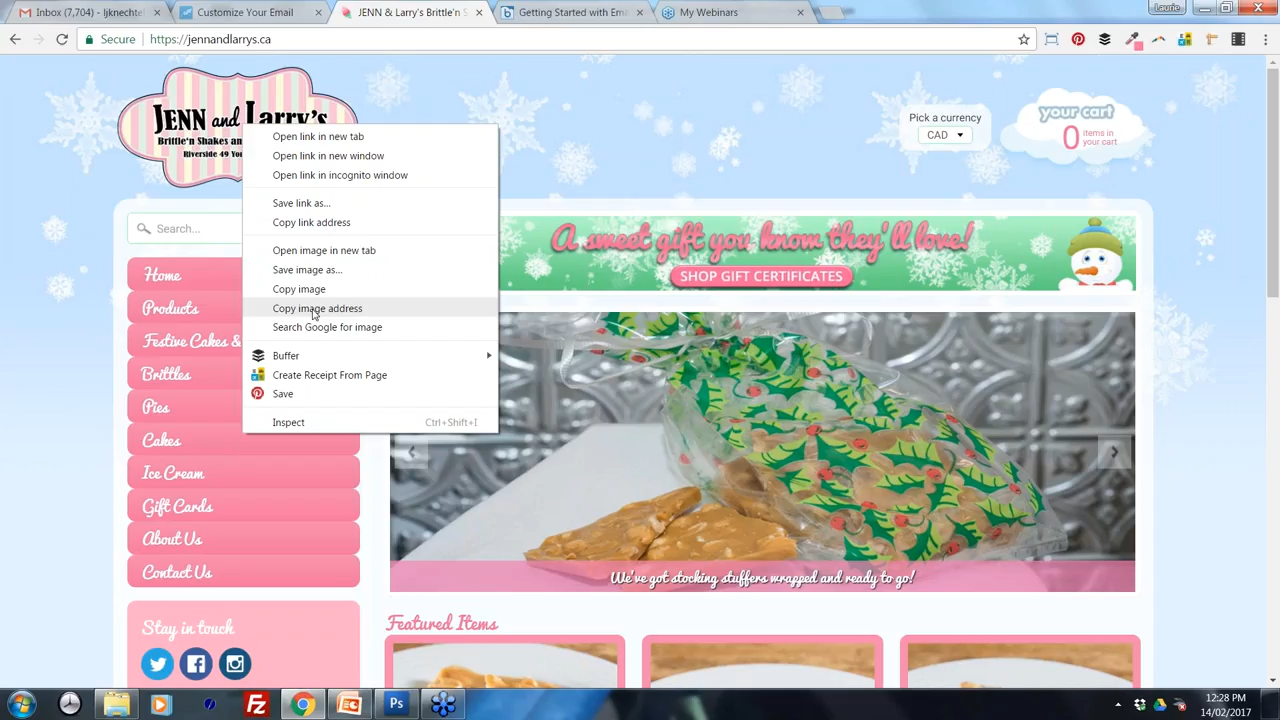 Inbox (7,704) - ljknechtel
Customize Your Email
JENN & Larry's Brittle'n S
Getting Started with Ema
My Webinars
Laurie
Secure
https://jennandlarrys.ca
JENN and Larry's
Brittle'n Shakes an
Riverside 49 You
Pick a currency
CAD
your cart
0 items in
your cart
Search...
Home
Products
Festive Cakes &
Brittles
Pies
Cakes
Ice Cream
Gift Cards
About Us
Contact Us
Stay in touch
Open link in new tab
Open link in new window
Open link in incognito window
Save link as...
Copy link address
Open image in new tab
Save image as...
Copy image
Copy image address
Search Google for image
Buffer
Create Receipt From Page
Save
Inspect
Ctrl+Shift+I
A sweet gift you know they'll love!
SHOP GIFT CERTIFICATES
We've got stocking stuffers wrapped and ready to go!
Featured Items
Ps
12:28 PM
14/02/2017